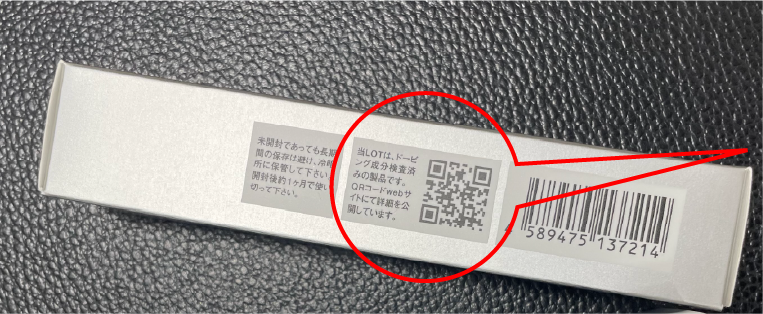 未開封であっても長期
間の保存は避け、冷暗
所に保管して下さい。
開封後約1ヶ月で使い
切って下さい。
当LOTは、ドーピ
ング成分検査済
みの製品です。
QRコードwebサ
イトにて詳細を公
開しています。
589475 137214